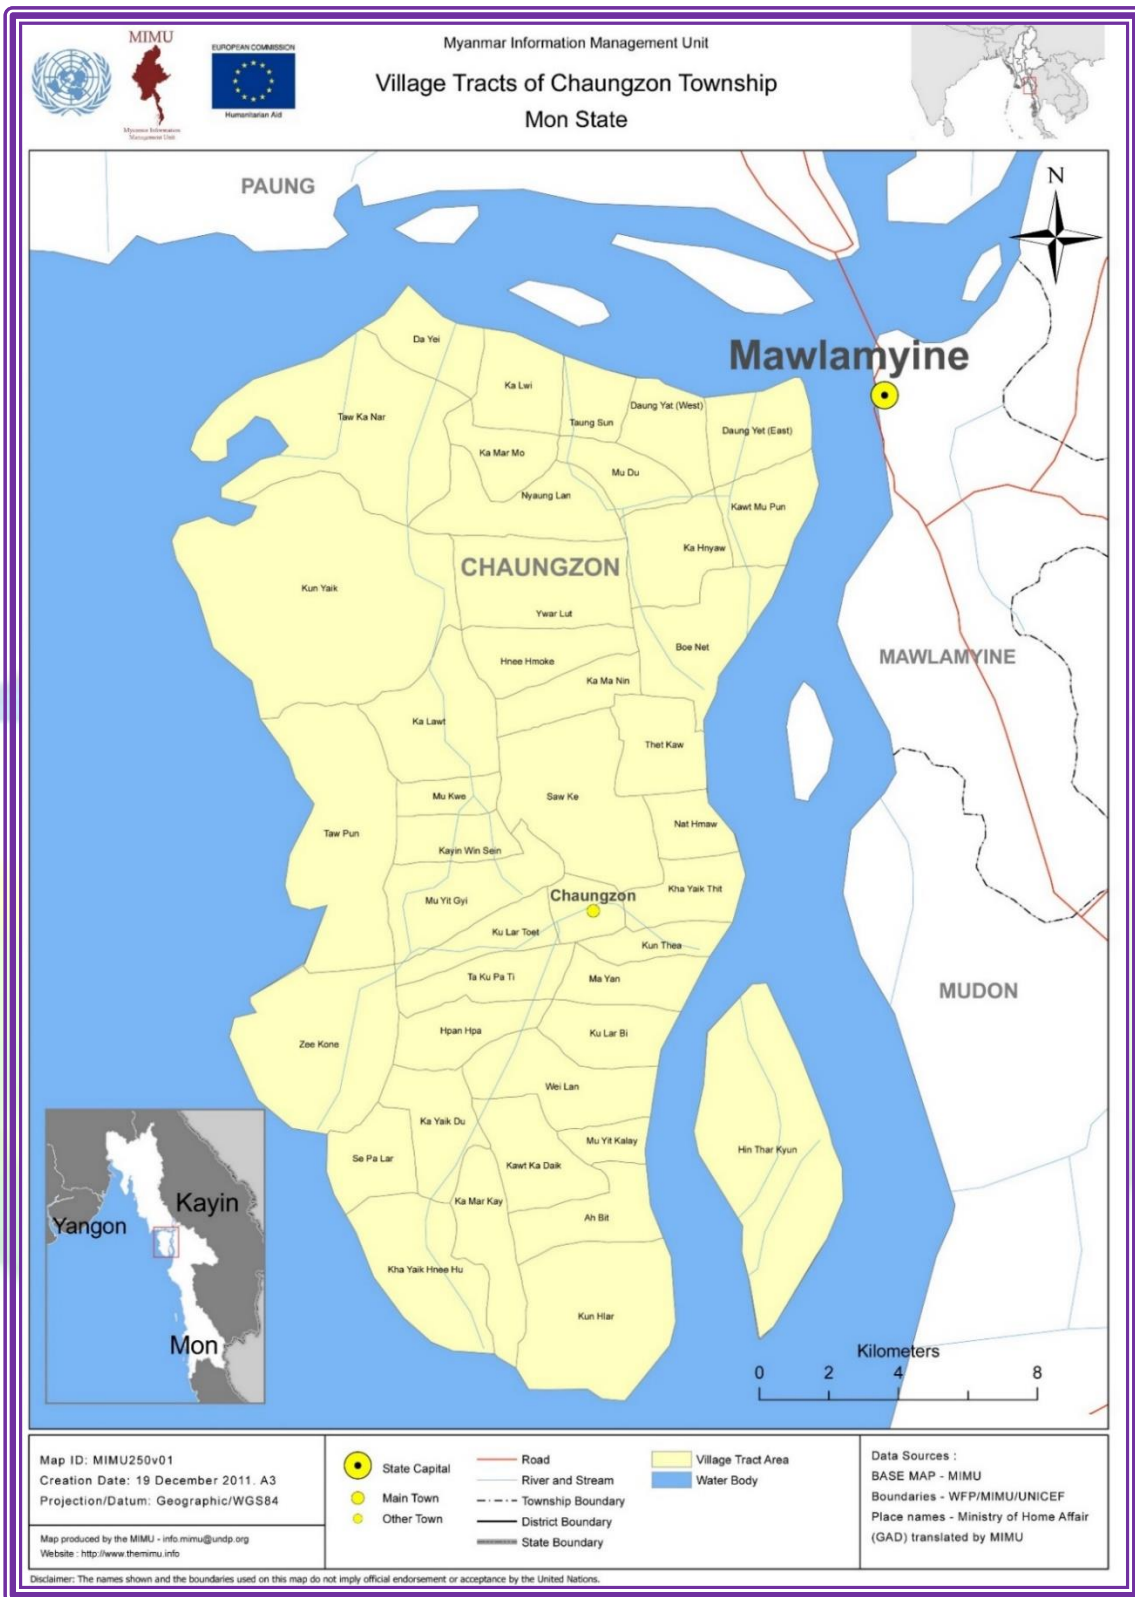 MIMU
Myanmar Information
Management Unit
EUROPEAN COMMISSION
Humanitarian Aid
Myanmar Information Management Unit
Village Tracts of Chaungzon Township
Mon State
PAUNG
N
Mawlamyine
Da Yei
Ka Lwi
Taw Ka Nar
Taung Sun
Daung Yat (West)
Daung Yet (East)
Ka Mar Mo
Mu Du
Nyaung Lan
Kawt Mu Pun
Ka Hnyaw
CHAUNGZON
Kun Yaik
Ywar Lut
Boe Net
MAWLAMYINE
Hnee Hmoke
Ka Ma Nin
Ka Lawt
Thet Kaw
Mu Kwe
Saw Ke
Nat Hmaw
Taw Pun
Kayin Win Sein
Kha Yaik Thit
Mu Yit Gyi
Chaungzon
Ku Lar Toet
Kun Thea
Ta Ku Pa Ti
Ma Yan
MUDON
Hpan Hpa
Ku Lar Bi
Zee Kone
Wei Lan
Ka Yaik Du
Mu Yit Kalay
Hin Thar Kyun
Se Pa Lar
Kawt Ka Daik
Ka Mar Kay
Ah Bit
Kha Yaik Hnee Hu
Kun Hlar
Kayin
Yangon
Mon
Kilometers
0 2 4 8
Map ID: MIMU250v01
Creation Date: 19 December 2011. A3
Projection/Datum: Geographic/WGS84
Map produced by the MIMU - info.mimu@undp.org
Website : http://www.themimu.info
State Capital
Main Town
Other Town
Road
River and Stream
Township Boundary
District Boundary
State Boundary
Village Tract Area
Water Body
Data Sources :
BASE MAP - MIMU
Boundaries - WFP/MIMU/UNICEF
Place names - Ministry of Home Affair
(GAD) translated by MIMU
Disclaimer: The names shown and the boundaries used on this map do not imply official endorsement or acceptance by the United Nations.